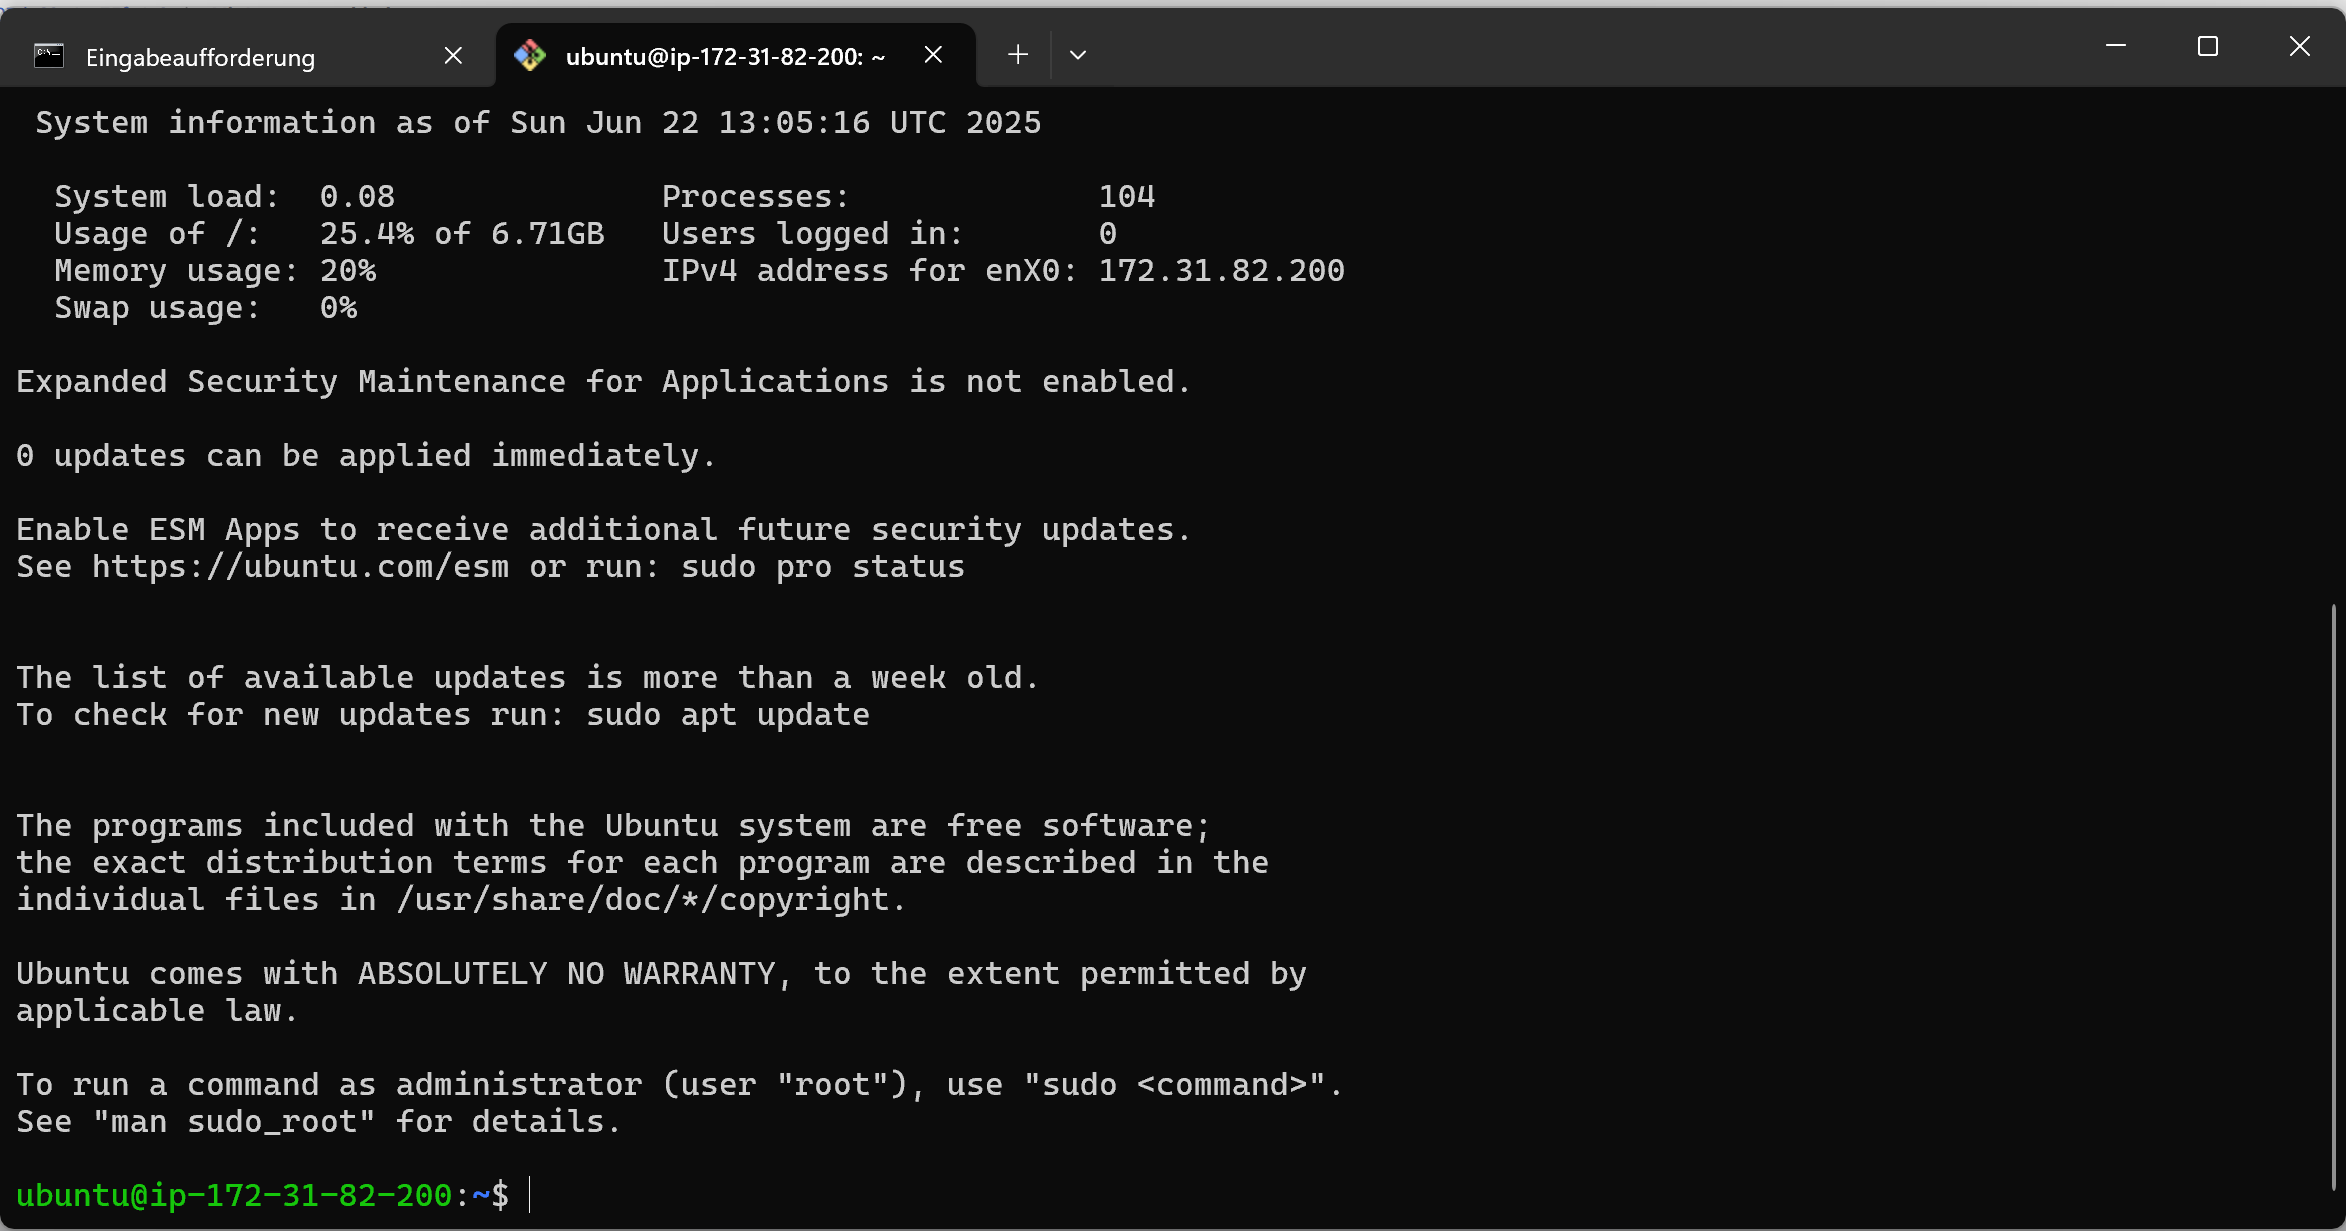 Eingabeaufforderung
ubuntu@ip-172-31-82-200: ~
System information as of Sun Jun 22 13:05:16 UTC 2025
System load: 0.08 Processes: 104
Usage of /: 25.4% of 6.71GB Users logged in: 0
Memory usage: 20% IPv4 address for enX0: 172.31.82.200
Swap usage: 0%
Expanded Security Maintenance for Applications is not enabled.
0 updates can be applied immediately.
Enable ESM Apps to receive additional future security updates.
See https://ubuntu.com/esm or run: sudo pro status
The list of available updates is more than a week old.
To check for new updates run: sudo apt update
The programs included with the Ubuntu system are free software;
the exact distribution terms for each program are described in the
individual files in /usr/share/doc/*/copyright.
Ubuntu comes with ABSOLUTELY NO WARRANTY, to the extent permitted by
applicable law.
To run a command as administrator (user "root"), use "sudo <command>".
See "man sudo_root" for details.
ubuntu@ip-172-31-82-200:~$